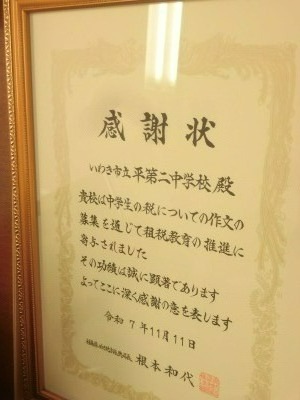 感謝状
いわき市立平第二中学校 殿
貴校は中学生の税についての作文の
募集を通じて租税教育の推進に
寄与されました
その功績は誠に顕著であります
よってここに深く感謝の意を表します
令和 7 年 11 月 11 日
根本和代